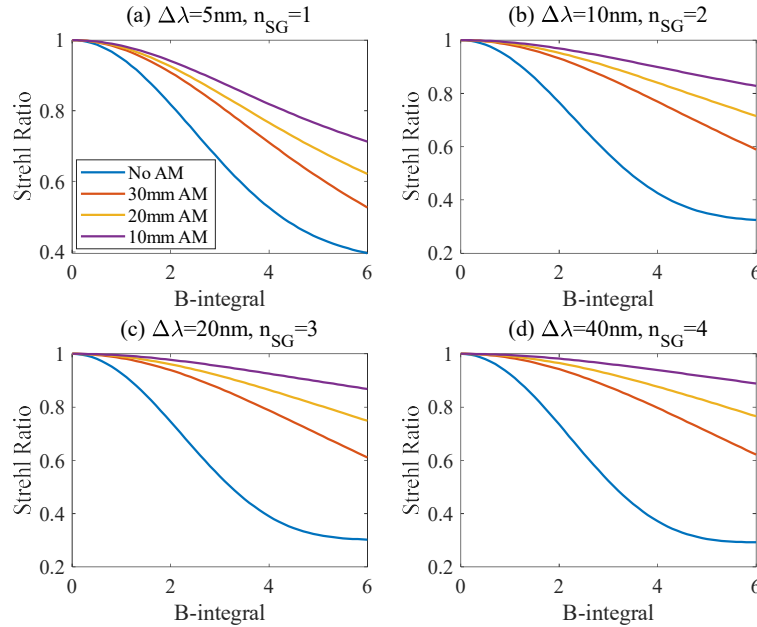 (a) Δλ=5nm, n_SG=1
1
0.8
0.6
0.4
Strehl Ratio
No AM
30mm AM
20mm AM
10mm AM
0 2 4 6
B-integral
(b) Δλ=10nm, n_SG=2
1
0.8
0.6
0.4
0.2
Strehl Ratio
0 2 4 6
B-integral
(c) Δλ=20nm, n_SG=3
1
0.8
0.6
0.4
0.2
Strehl Ratio
0 2 4 6
B-integral
(d) Δλ=40nm, n_SG=4
1
0.8
0.6
0.4
0.2
Strehl Ratio
0 2 4 6
B-integral